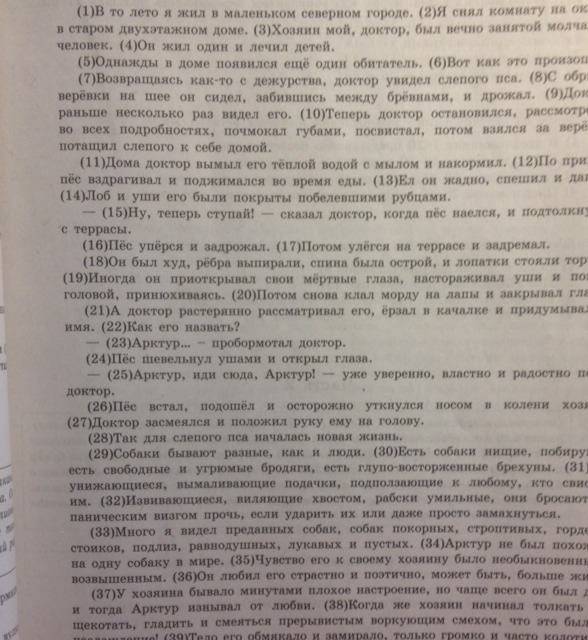 (1)В то лето я жил в маленьком северном городе. (2)Я снял комнату на
в старом двухэтажном доме. (3)Хозяин мой, доктор, был вечно занятой
человек. (4)Он жил один и лечил детей.
(5)Однажды в доме появился ещё один обитатель. (6)Вот как это
(7)Возвращаясь как-то с дежурства, доктор увидел слепого пса. (8)С
верёвки на шее он сидел, забившись между брёвнами, и дрожал.
раньше несколько раз видел его. (10)Теперь доктор остановился,
во всех подробностях, почмокал губами, посвистал, потом взялся за
потащил слепого к себе домой.
(11)Дома доктор вымыл его тёплой водой с мылом и накормил. (12)По
пёс вздрагивал и поджимался во время еды. (13)Ел он жадно, спешил и
(14)Лоб и уши его были покрыты побелевшими рубцами.
— (15)Ну, теперь ступай! — сказал доктор, когда пёс наелся, и
с террасы.
(16)Пёс упёрся и задрожал. (17)Потом улёгся на террасе и задремал.
(18)Он был худ, рёбра выпирали, спина была острой, и лопатки стояли
(19)Иногда он приоткрывал свои мёртвые глаза, настораживал уши и
головой, принюхиваясь. (20)Потом снова клал морду на лапы и закрывал
(21)А доктор растерянно рассматривал его, ёрзал в качалке и
имя. (22)Как его назвать?
— (23)Арктур... – пробормотал доктор.
(24)Пёс шевельнул ушами и открыл глаза.
— (25)Арктур, иди сюда, Арктур! — уже уверенно, властно и радостно
доктор.
(26)Пёс встал, подошёл и осторожно уткнулся носом в колени
(27)Доктор засмеялся и положил руку ему на голову.
(28)Так для слепого пса началась новая жизнь.
(29)Собаки бывают разные, как и люди. (30)Есть собаки нищие,
есть свободные и угрюмые бродяги, есть глупо-восторженные брехуны.
унижающиеся, вымаливающие подачки, подползающие к любому, кто
им. (32)Извивающиеся, виляющие хвостом, рабски умильные, они
паническим визгом прочь, если ударить их или даже просто замахнуться.
(33)Много я видел преданных собак, собак покорных, строптивых,
стоиков, подлиз, равнодушных, лукавых и пустых. (34)Арктур не был
на одну собаку в мире. (35)Чувство его к своему хозяину было
возвышенным. (36)Он любил его страстно и поэтично, может быть, больше
(37)У хозяина бывало минутами плохое настроение, но чаще всего он был
и тогда Арктур изнывал от любви. (38)Когда же хозяин начинал
щекотать, гладить и смеяться прерывистым воркующим смехом, что это
(39)Тело его обмякало и замирало, только громко